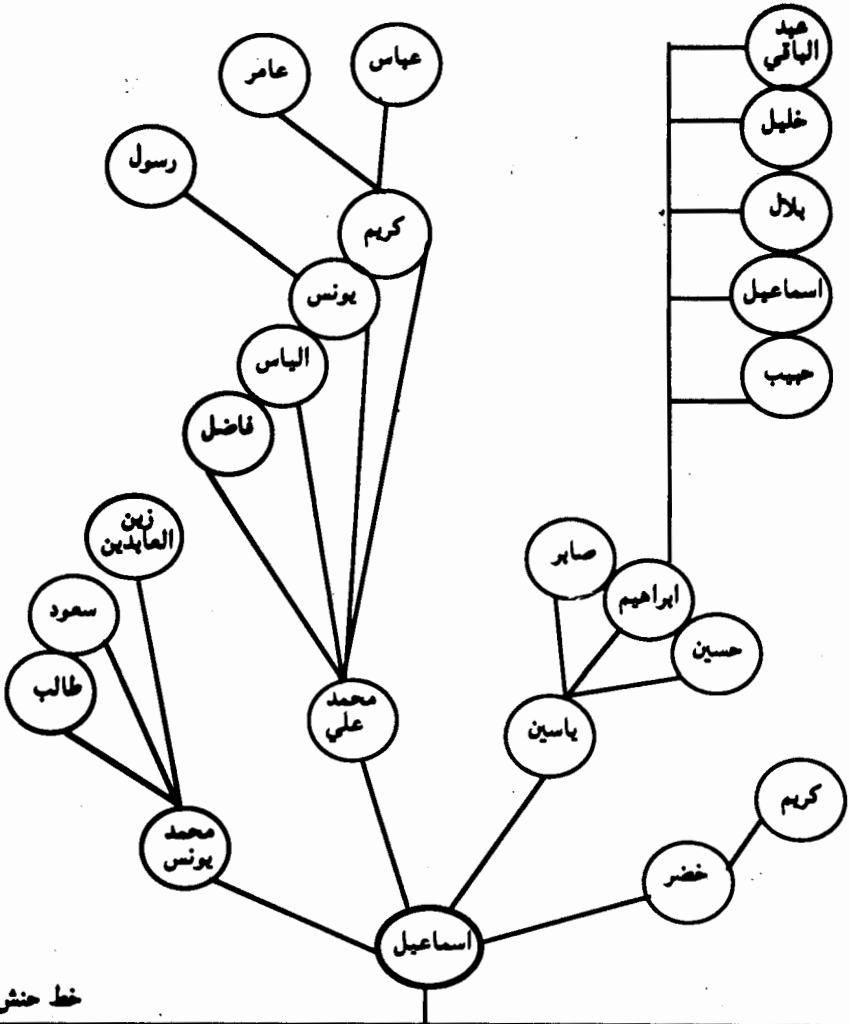 عبد
الباقي
عباس
عامر
خليل
رسول
بلال
كريم
يونس
اسماعيل
الياس
حبيب
فاضل
زين
العابدين
صابر
ابراهيم
سعود
حسين
طالب
محمد
علي
ياسين
كريم
محمد
يونس
خضر
اسماعيل
خط حنش